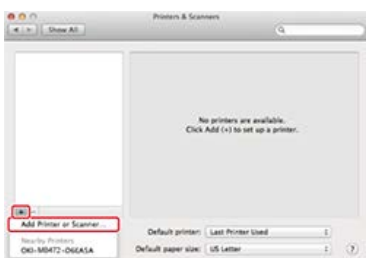 Printers & Scanners
Show All
No printers are available.
Click Add (+) to set up a printer.
+ -
Add Printer or Scanner...
Nearby Printers
OKI-MB472-D6EA5A
Default printer: Last Printer Used
Default paper size: US Letter
?